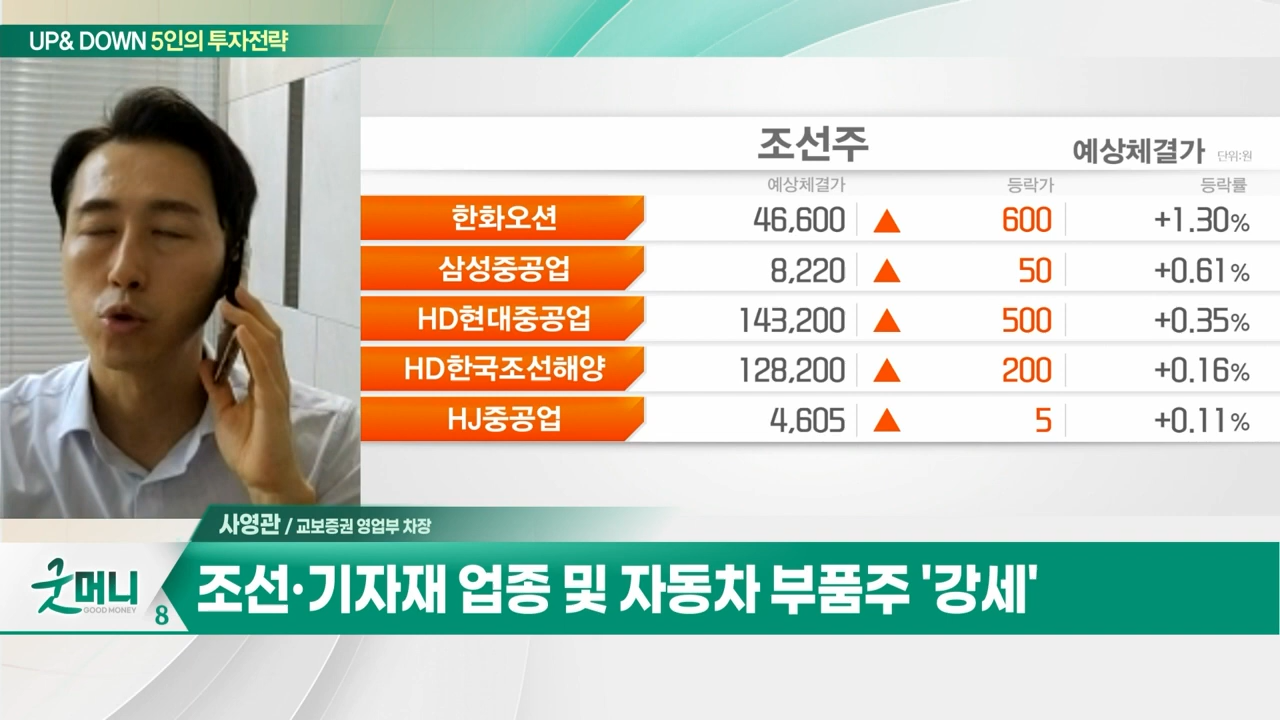 UP& DOWN 5인의 투자전략
조선주
예상체결가 단위:원
예상체결가 등락가 등락률
한화오션 46,600 ▲ 600 +1.30%
삼성중공업 8,220 ▲ 50 +0.61%
HD현대중공업 143,200 ▲ 500 +0.35%
HD한국조선해양 128,200 ▲ 200 +0.16%
HJ중공업 4,605 ▲ 5 +0.11%
사영관 / 교보증권 영업부 차장
굿머니
GOOD MONEY
8
조선·기자재 업종 및 자동차 부품주 '강세'